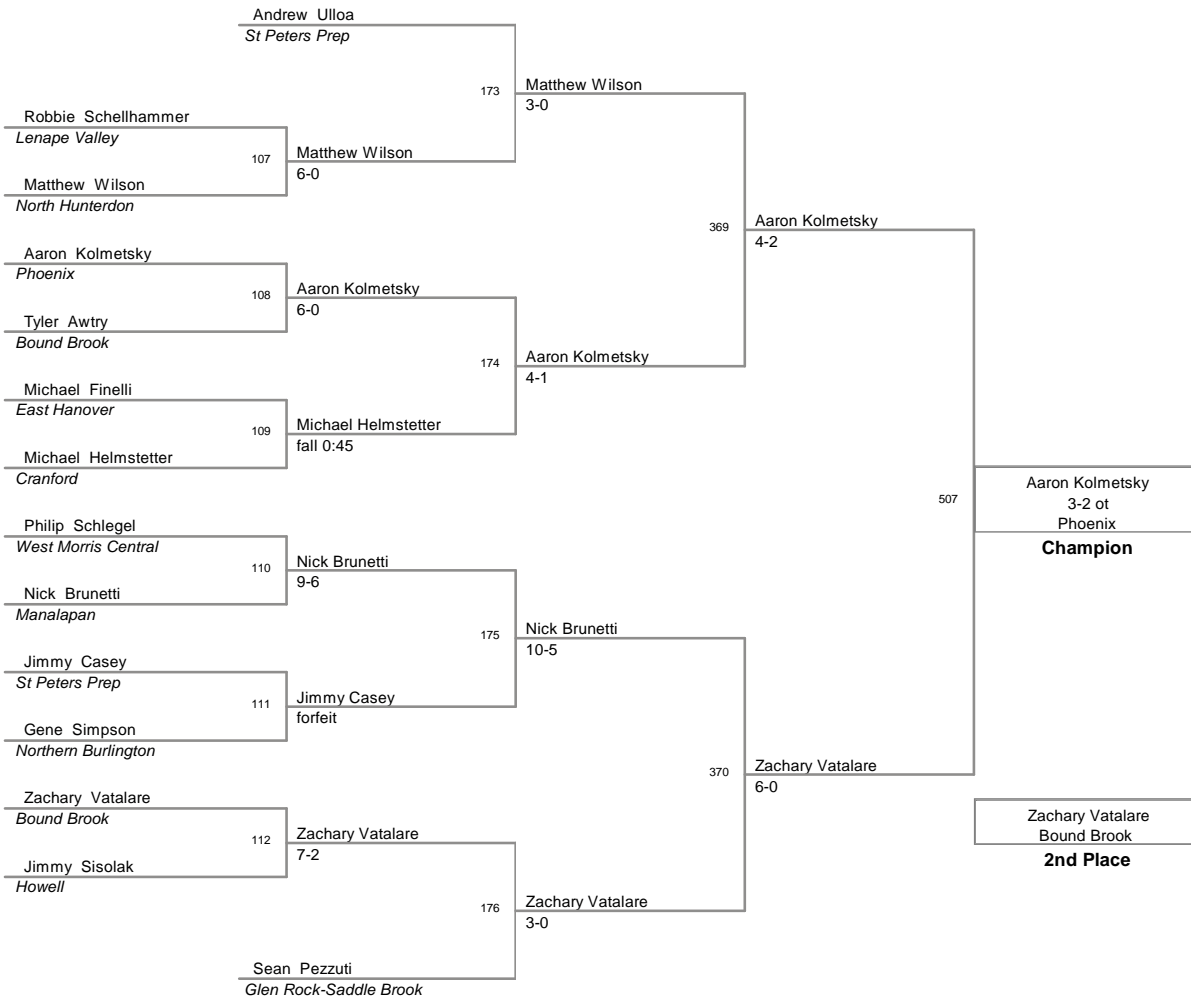 Andrew Ulloa
St Peters Prep
173
Matthew Wilson
3-0
Robbie Schellhammer
Lenape Valley
107
Matthew Wilson
6-0
Matthew Wilson
North Hunterdon
369
Aaron Kolmetsky
4-2
Aaron Kolmetsky
Phoenix
108
Aaron Kolmetsky
6-0
Tyler Awtry
Bound Brook
174
Aaron Kolmetsky
4-1
Michael Finelli
East Hanover
109
Michael Helmstetter
fall 0:45
Michael Helmstetter
Cranford
507
Aaron Kolmetsky
3-2 ot
Phoenix
Champion
Philip Schlegel
West Morris Central
110
Nick Brunetti
9-6
Nick Brunetti
Manalapan
175
Nick Brunetti
10-5
Jimmy Casey
St Peters Prep
111
Jimmy Casey
forfeit
Gene Simpson
Northern Burlington
370
Zachary Vatalare
6-0
Zachary Vatalare
Bound Brook
2nd Place
Zachary Vatalare
Bound Brook
112
Zachary Vatalare
7-2
Jimmy Sisolak
Howell
176
Zachary Vatalare
3-0
Sean Pezzuti
Glen Rock-Saddle Brook